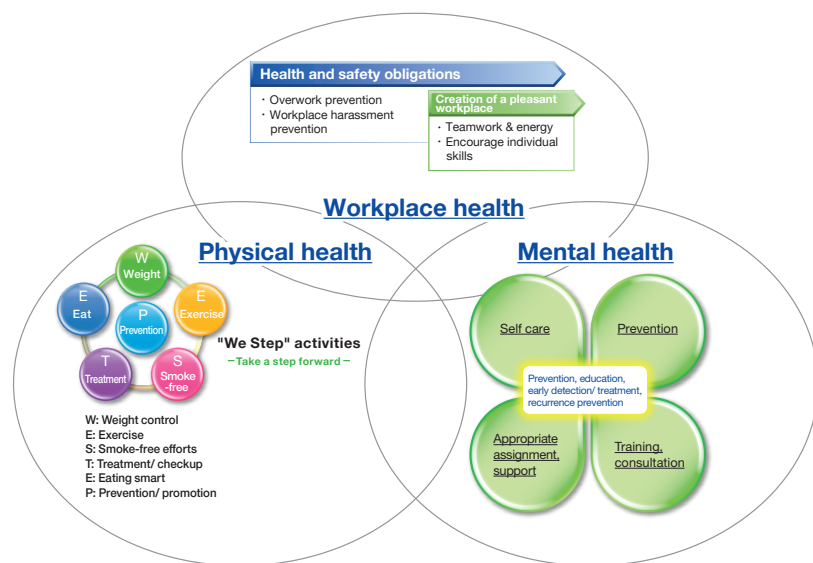 Health and safety obligations
・Overwork prevention
・Workplace harassment
prevention
Creation of a pleasant
workplace
・Teamwork & energy
・Encourage individual
skills
Workplace health
Physical health
W
Weight
E
Eat
E
Exercise
P
Prevention
T
Treatment
S
Smoke
-free
"We Step" activities
–Take a step forward–
W: Weight control
E: Exercise
S: Smoke-free efforts
T: Treatment/ checkup
E: Eating smart
P: Prevention/ promotion
Mental health
Self care
Prevention
Prevention, education,
early detection/ treatment,
recurrence prevention
Appropriate
assignment,
support
Training,
consultation